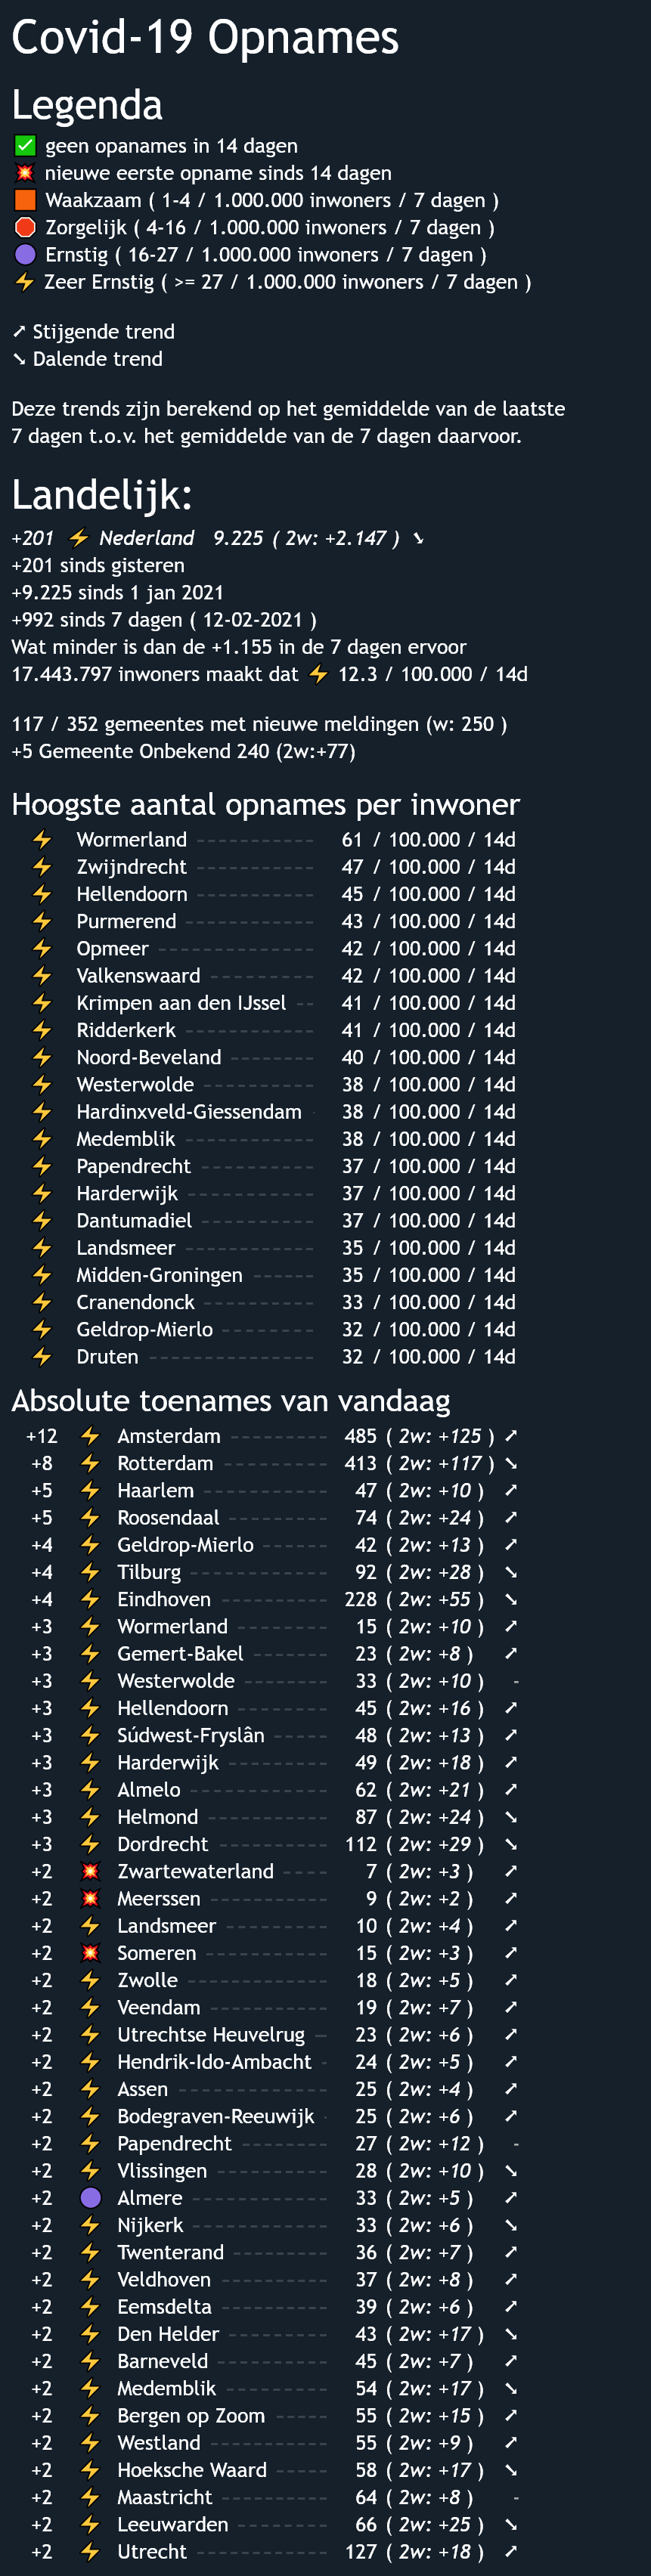 Covid-19 Opnames
Legenda
✅ geen opanames in 14 dagen
💥 nieuwe eerste opname sinds 14 dagen
🟧 Waakzaam ( 1-4 / 1.000.000 inwoners / 7 dagen )
🛑 Zorgelijk ( 4-16 / 1.000.000 inwoners / 7 dagen )
🟣 Ernstig ( 16-27 / 1.000.000 inwoners / 7 dagen )
⚡ Zeer Ernstig ( >= 27 / 1.000.000 inwoners / 7 dagen )
➚ Stijgende trend
➘ Dalende trend
Deze trends zijn berekend op het gemiddelde van de laatste
7 dagen t.o.v. het gemiddelde van de 7 dagen daarvoor.
Landelijk:
+201 ⚡ Nederland 9.225 ( 2w: +2.147 ) ➘
+201 sinds gisteren
+9.225 sinds 1 jan 2021
+992 sinds 7 dagen ( 12-02-2021 )
Wat minder is dan de +1.155 in de 7 dagen ervoor
17.443.797 inwoners maakt dat ⚡ 12.3 / 100.000 / 14d
117 / 352 gemeentes met nieuwe meldingen (w: 250 )
+5 Gemeente Onbekend 240 (2w:+77)
Hoogste aantal opnames per inwoner
⚡ Wormerland 61 / 100.000 / 14d
⚡ Zwijndrecht 47 / 100.000 / 14d
⚡ Hellendoorn 45 / 100.000 / 14d
⚡ Purmerend 43 / 100.000 / 14d
⚡ Opmeer 42 / 100.000 / 14d
⚡ Valkenswaard 42 / 100.000 / 14d
⚡ Krimpen aan den IJssel 41 / 100.000 / 14d
⚡ Ridderkerk 41 / 100.000 / 14d
⚡ Noord-Beveland 40 / 100.000 / 14d
⚡ Westerwolde 38 / 100.000 / 14d
⚡ Hardinxveld-Giessendam 38 / 100.000 / 14d
⚡ Medemblik 38 / 100.000 / 14d
⚡ Papendrecht 37 / 100.000 / 14d
⚡ Harderwijk 37 / 100.000 / 14d
⚡ Dantumadiel 37 / 100.000 / 14d
⚡ Landsmeer 35 / 100.000 / 14d
⚡ Midden-Groningen 35 / 100.000 / 14d
⚡ Cranendonck 33 / 100.000 / 14d
⚡ Geldrop-Mierlo 32 / 100.000 / 14d
⚡ Druten 32 / 100.000 / 14d
Absolute toenames van vandaag
+12 ⚡ Amsterdam 485 ( 2w: +125 ) ➚
+8 ⚡ Rotterdam 413 ( 2w: +117 ) ➘
+5 ⚡ Haarlem 47 ( 2w: +10 ) ➚
+5 ⚡ Roosendaal 74 ( 2w: +24 ) ➚
+4 ⚡ Geldrop-Mierlo 42 ( 2w: +13 ) ➚
+4 ⚡ Tilburg 92 ( 2w: +28 ) ➘
+4 ⚡ Eindhoven 228 ( 2w: +55 ) ➘
+3 ⚡ Wormerland 15 ( 2w: +10 ) ➚
+3 ⚡ Gemert-Bakel 23 ( 2w: +8 ) ➚
+3 ⚡ Westerwolde 33 ( 2w: +10 ) -
+3 ⚡ Hellendoorn 45 ( 2w: +16 ) ➚
+3 ⚡ Súdwest-Fryslân 48 ( 2w: +13 ) ➚
+3 ⚡ Harderwijk 49 ( 2w: +18 ) ➚
+3 ⚡ Almelo 62 ( 2w: +21 ) ➚
+3 ⚡ Helmond 87 ( 2w: +24 ) ➘
+3 ⚡ Dordrecht 112 ( 2w: +29 ) ➘
+2 💥 Zwartewaterland 7 ( 2w: +3 ) ➚
+2 💥 Meerssen 9 ( 2w: +2 ) ➚
+2 ⚡ Landsmeer 10 ( 2w: +4 ) ➚
+2 💥 Someren 15 ( 2w: +3 ) ➚
+2 ⚡ Zwolle 18 ( 2w: +5 ) ➚
+2 ⚡ Veendam 19 ( 2w: +7 ) ➚
+2 ⚡ Utrechtse Heuvelrug 23 ( 2w: +6 ) ➚
+2 ⚡ Hendrik-Ido-Ambacht 24 ( 2w: +5 ) ➚
+2 ⚡ Assen 25 ( 2w: +4 ) ➚
+2 ⚡ Bodegraven-Reeuwijk 25 ( 2w: +6 ) ➚
+2 ⚡ Papendrecht 27 ( 2w: +12 ) -
+2 ⚡ Vlissingen 28 ( 2w: +10 ) ➘
+2 🟣 Almere 33 ( 2w: +5 ) ➚
+2 ⚡ Nijkerk 33 ( 2w: +6 ) ➘
+2 ⚡ Twenterand 36 ( 2w: +7 ) ➚
+2 ⚡ Veldhoven 37 ( 2w: +8 ) ➚
+2 ⚡ Eemsdelta 39 ( 2w: +6 ) ➚
+2 ⚡ Den Helder 43 ( 2w: +17 ) ➘
+2 ⚡ Barneveld 45 ( 2w: +7 ) ➚
+2 ⚡ Medemblik 54 ( 2w: +17 ) ➘
+2 ⚡ Bergen op Zoom 55 ( 2w: +15 ) ➚
+2 ⚡ Westland 55 ( 2w: +9 ) ➚
+2 ⚡ Hoeksche Waard 58 ( 2w: +17 ) ➘
+2 ⚡ Maastricht 64 ( 2w: +8 ) -
+2 ⚡ Leeuwarden 66 ( 2w: +25 ) ➘
+2 ⚡ Utrecht 127 ( 2w: +18 ) ➚